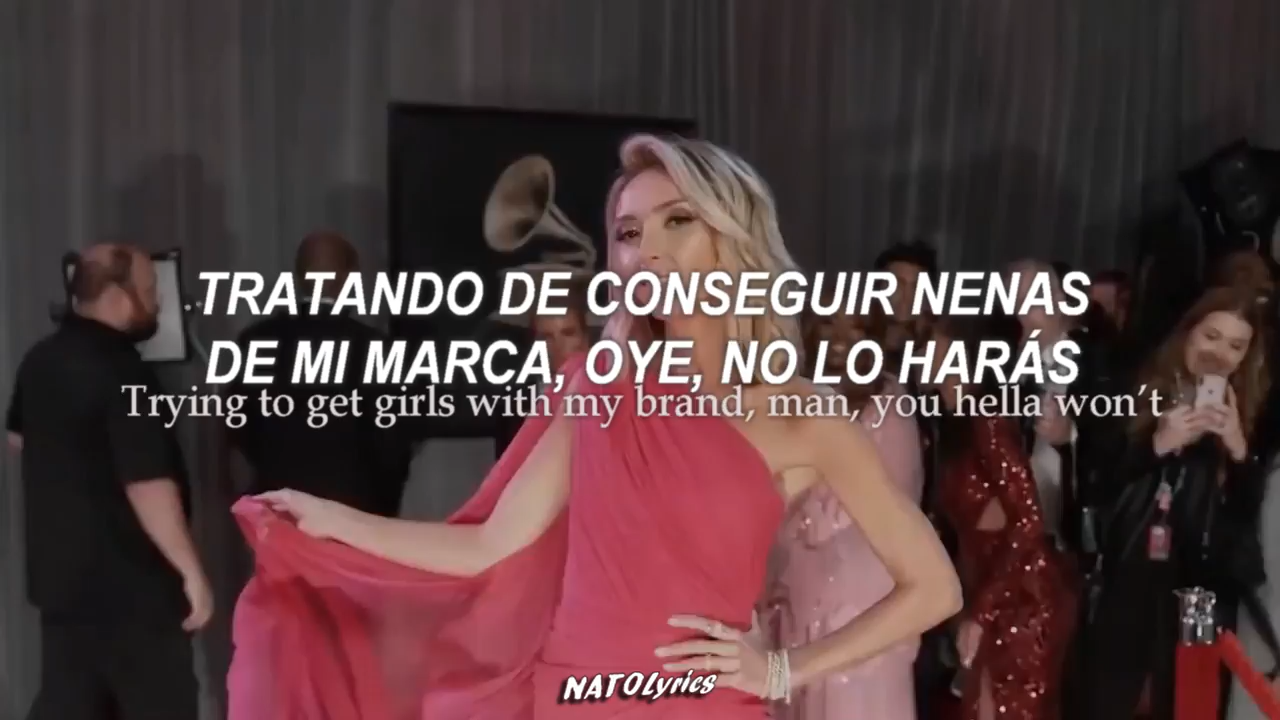 TRATANDO DE CONSEGUIR NENAS
DE MI MARCA, OYE, NO LO HARÁS
Trying to get girls with my brand, man, you hella won't
NATOLyrics